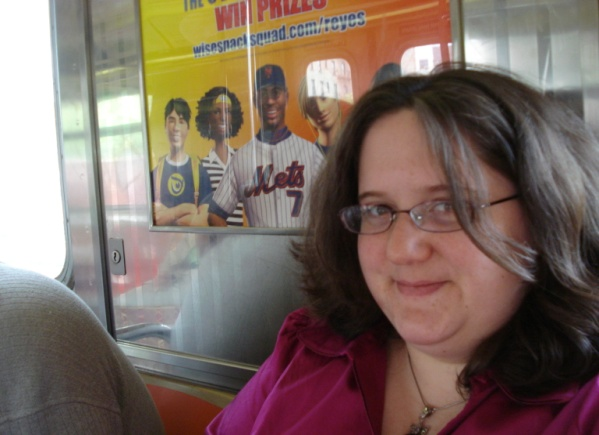 WIN PRIZES
wisesnacksquad.com/reyes
Mets
7